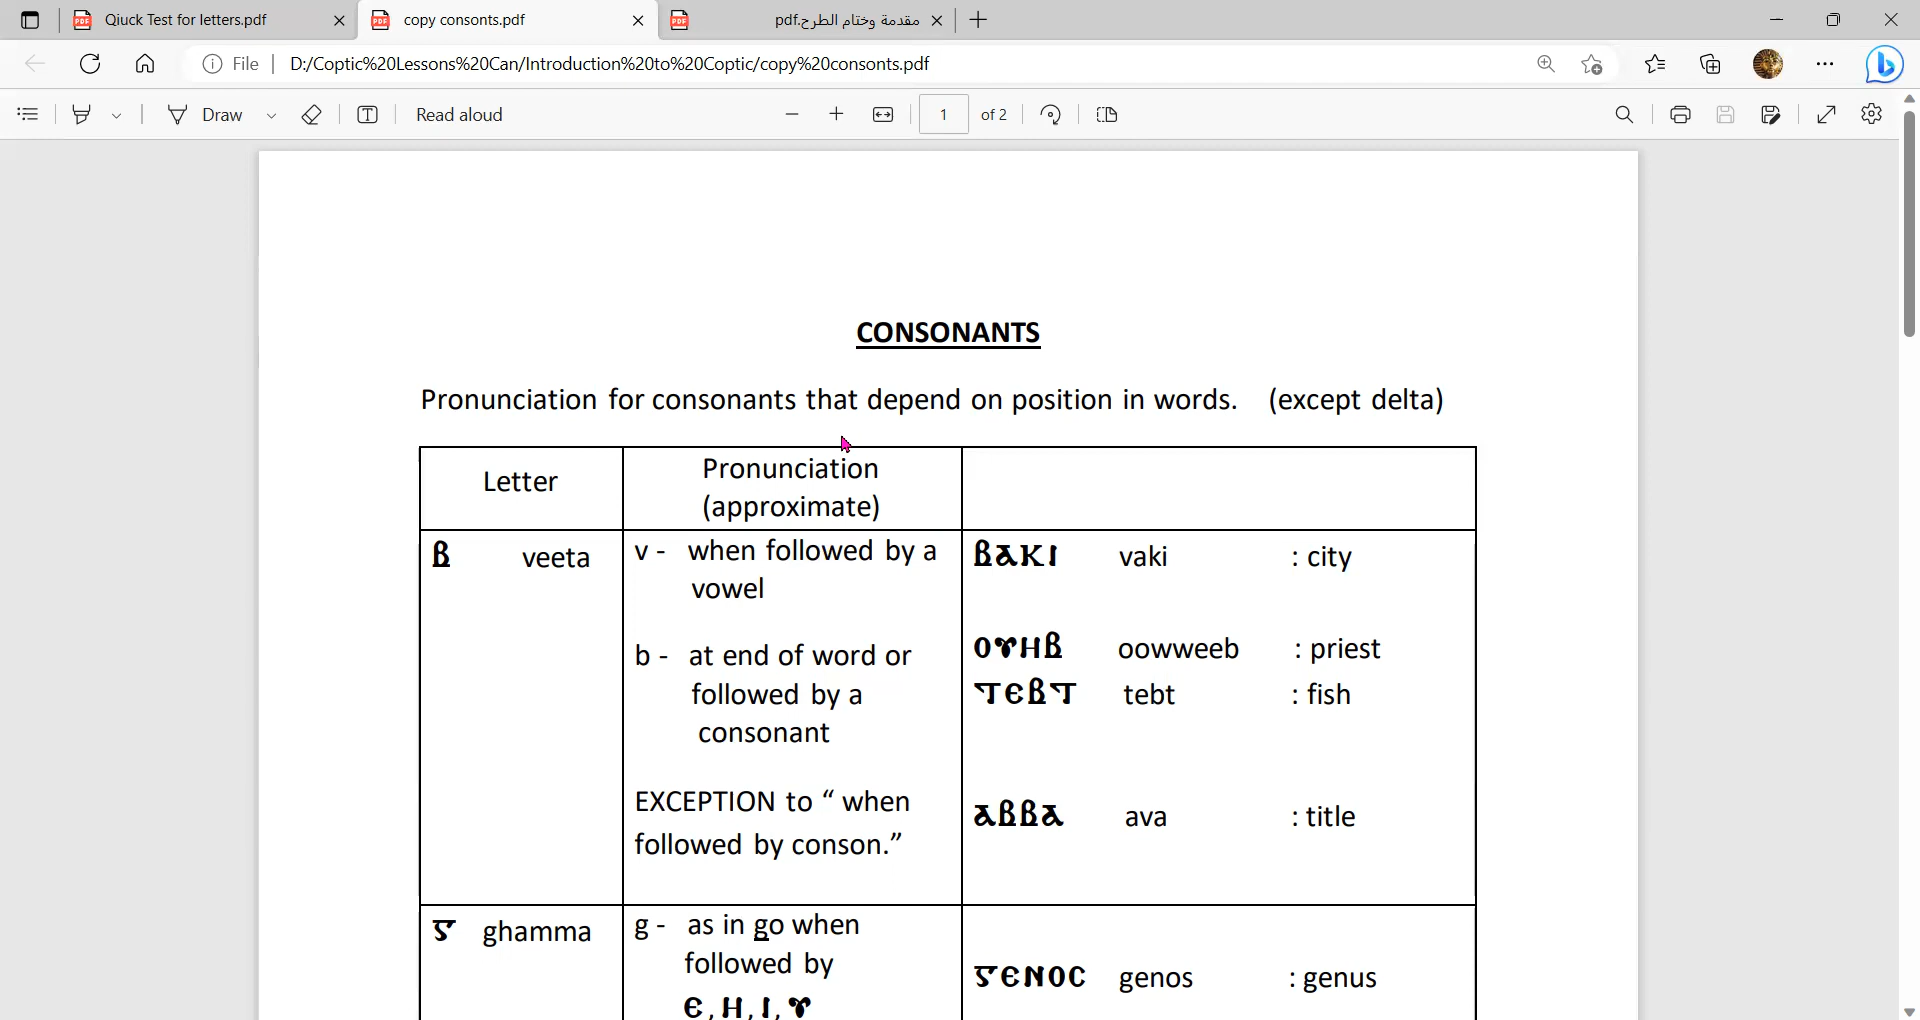 Qiuck Test for letters.pdf
copy consonts.pdf
مقدمة وختام الطرح.pdf
File
D:/Coptic%20Lessons%20Can/Introduction%20to%20Coptic/copy%20consonts.pdf
Draw
T
Read aloud
1 of 2
CONSONANTS
Pronunciation for consonants that depend on position in words. (except delta)
Letter
Pronunciation
(approximate)
Ⲃ veeta
v - when followed by a
vowel
b - at end of word or
followed by a
consonant
EXCEPTION to “ when
followed by conson.”
ⲂⲀⲔⲒ vaki : city
ⲞⲨⲎⲂ oowweeb : priest
ⲦⲈⲂⲦ tebt : fish
ⲀⲂⲂⲀ ava : title
Ⲅ ghamma
g - as in go when
followed by
Ⲉ, Ⲏ, Ⲓ, Ⲩ
ⲄⲈⲚⲞⲤ genos : genus